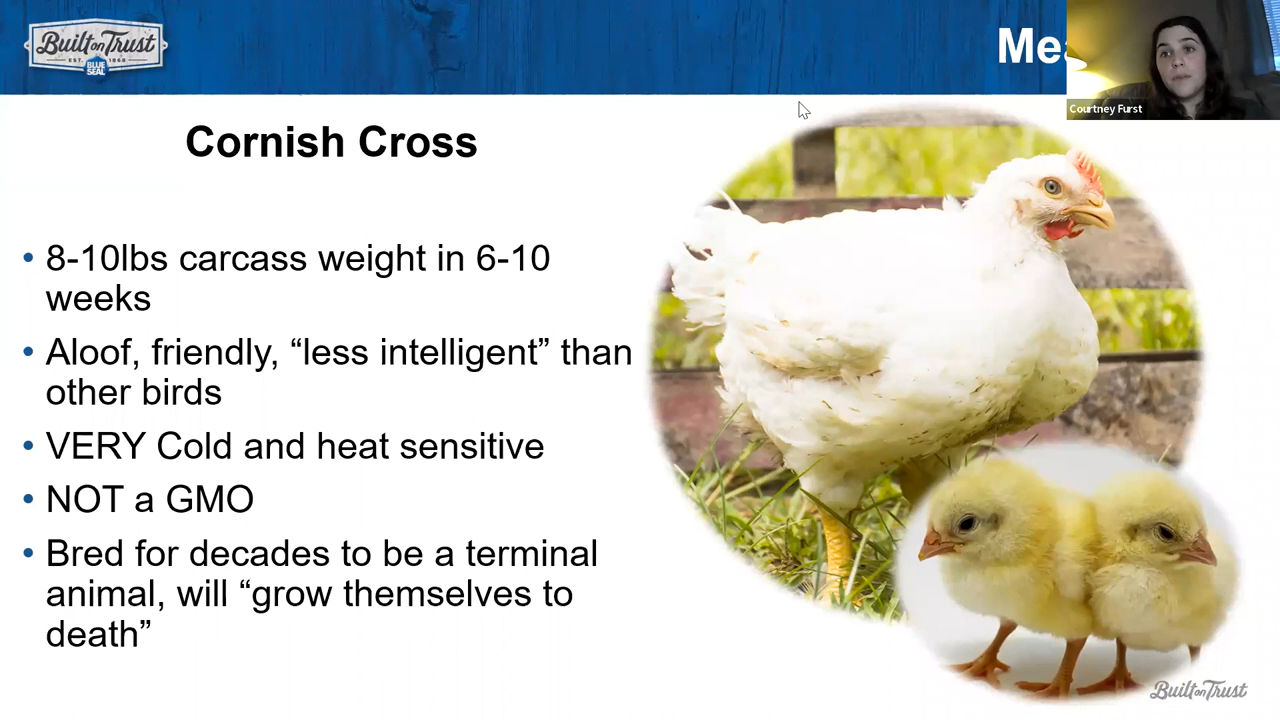 Built on Trust
EST. 1868
BLUE
SEAL
Me
Courtney Furst
Cornish Cross
• 8-10lbs carcass weight in 6-10
weeks
• Aloof, friendly, “less intelligent” than
other birds
• VERY Cold and heat sensitive
• NOT a GMO
• Bred for decades to be a terminal
animal, will “grow themselves to
death”
Built on Trust